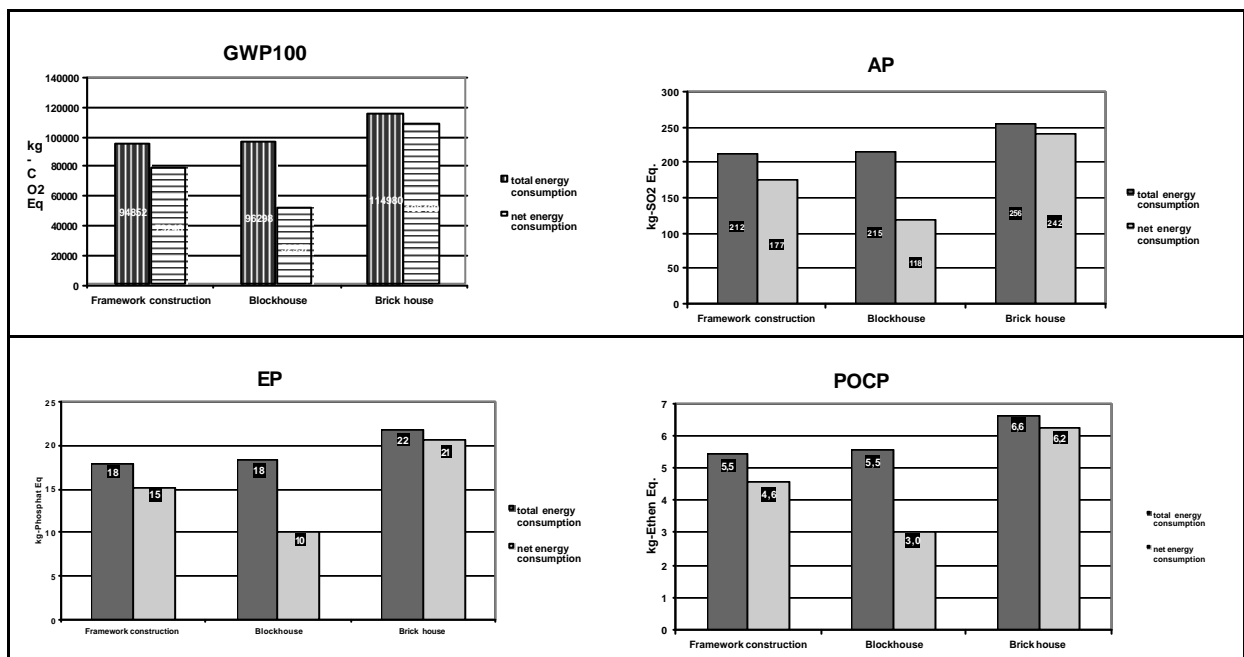 GWP100
140000
120000
100000
80000
60000
40000
20000
0
kg
-
C
O2
Eq
94852
96298
114980
Framework construction
Blockhouse
Brick house
total energy
consumption
net energy
consumption
AP
300
250
200
150
100
50
0
kg-SO2 Eq.
212
177
215
118
256
242
Framework construction
Blockhouse
Brick house
total energy
consumption
net energy
consumption
EP
25
20
15
10
5
0
kg-Phosphat Eq
18
15
18
10
22
21
Framework construction
Blockhouse
Brick house
total energy
consumption
net energy
consumption
POCP
7
6
5
4
3
2
1
0
kg-Ethen Eq.
5,5
4,6
5,5
3,0
6,6
6,2
Framework construction
Blockhouse
Brick house
total energy
consumption
net energy
consumption